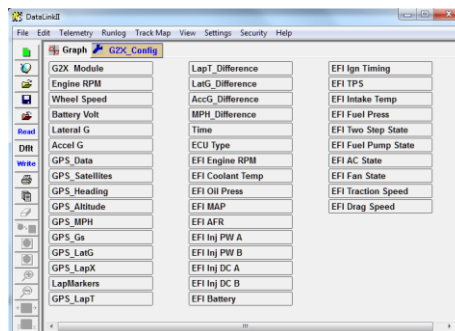 DataLinkII
File Edit Telemetry Runlog Track Map View Settings Security Help
Graph G2X_Config
Read
Dflt
Write
G2X Module
Engine RPM
Wheel Speed
Battery Volt
Lateral G
Accel G
GPS_Data
GPS_Satellites
GPS_Heading
GPS_Altitude
GPS_MPH
GPS_Gs
GPS_LatG
GPS_LapX
LapMarkers
GPS_LapT
LapT_Difference
LatG_Difference
AccG_Difference
MPH_Difference
Time
ECU Type
EFI Engine RPM
EFI Coolant Temp
EFI Oil Press
EFI MAP
EFI AFR
EFI Inj PW A
EFI Inj PW B
EFI Inj DC A
EFI Inj DC B
EFI Battery
EFI Ign Timing
EFI TPS
EFI Intake Temp
EFI Fuel Press
EFI Two Step State
EFI Fuel Pump State
EFI AC State
EFI Fan State
EFI Traction Speed
EFI Drag Speed